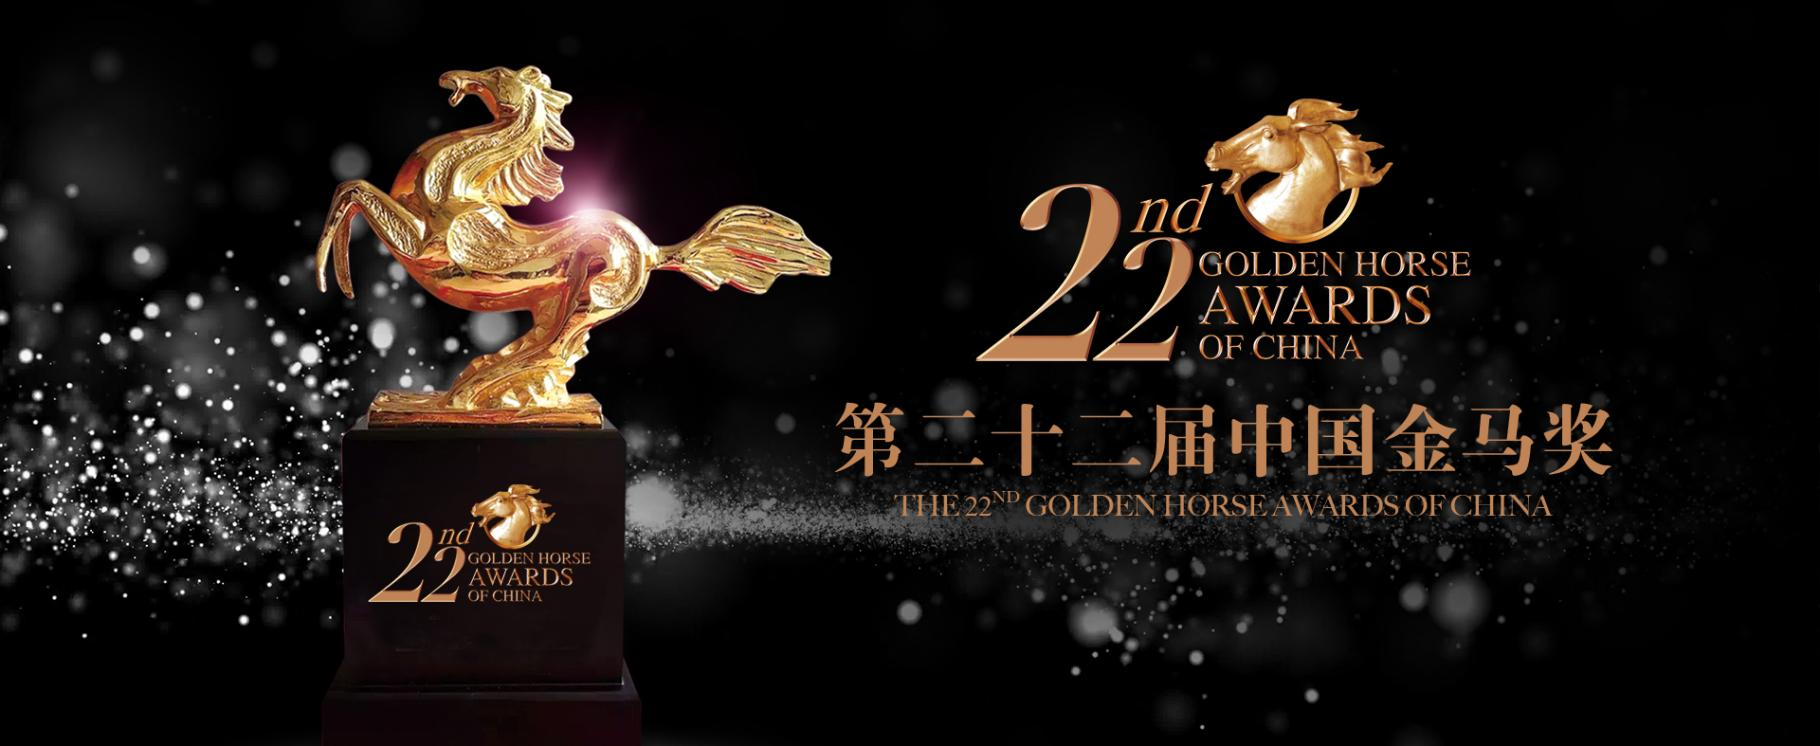 22nd
GOLDEN HORSE
AWARDS
OF CHINA
第二十二届中国金马奖
THE 22ND GOLDEN HORSE AWARDS OF CHINA
22nd
GOLDEN HORSE
AWARDS
OF CHINA